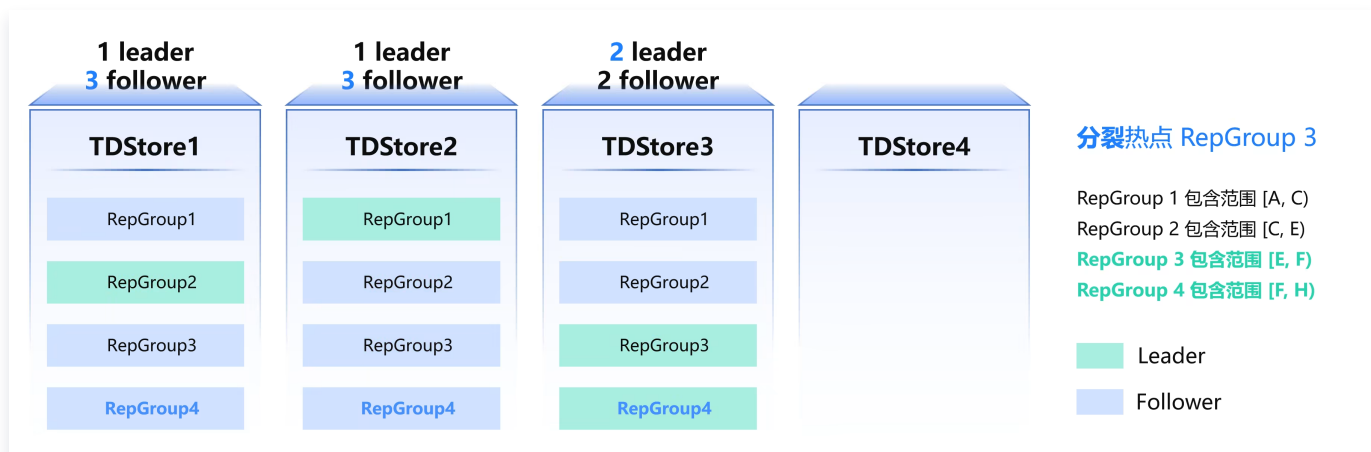 1 leader
3 follower
1 leader
3 follower
2 leader
2 follower
TDStore1
TDStore2
TDStore3
TDStore4
RepGroup1
RepGroup1
RepGroup1
RepGroup2
RepGroup2
RepGroup2
RepGroup3
RepGroup3
RepGroup3
RepGroup4
RepGroup4
RepGroup4
分裂热点 RepGroup 3
RepGroup 1 包含范围 [A, C)
RepGroup 2 包含范围 [C, E)
RepGroup 3 包含范围 [E, F)
RepGroup 4 包含范围 [F, H)
Leader
Follower